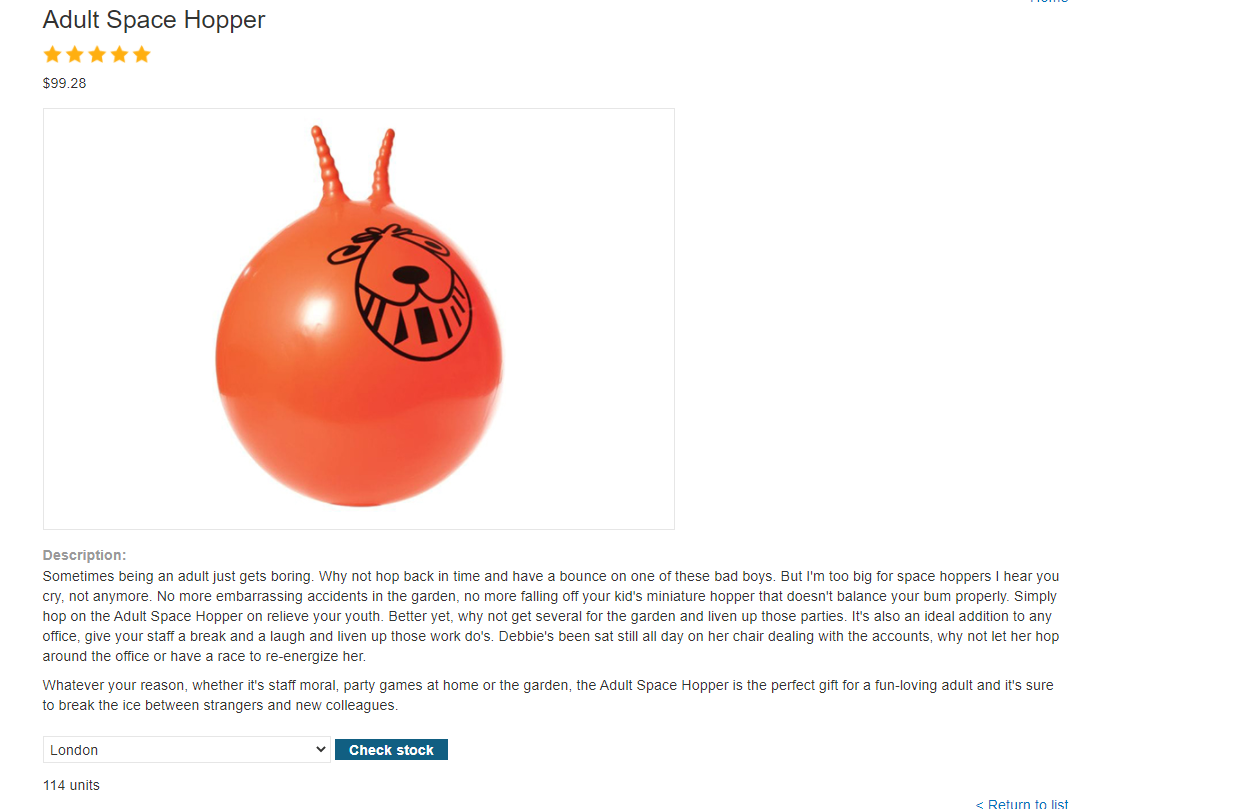 Home
Adult Space Hopper
$99.28
Description:
Sometimes being an adult just gets boring. Why not hop back in time and have a bounce on one of these bad boys. But I'm too big for space hoppers I hear you
cry, not anymore. No more embarrassing accidents in the garden, no more falling off your kid's miniature hopper that doesn't balance your bum properly. Simply
hop on the Adult Space Hopper on relieve your youth. Better yet, why not get several for the garden and liven up those parties. It's also an ideal addition to any
office, give your staff a break and a laugh and liven up those work do's. Debbie's been sat still all day on her chair dealing with the accounts, why not let her hop
around the office or have a race to re-energize her.
Whatever your reason, whether it's staff moral, party games at home or the garden, the Adult Space Hopper is the perfect gift for a fun-loving adult and it's sure
to break the ice between strangers and new colleagues.
London
Check stock
114 units
< Return to list